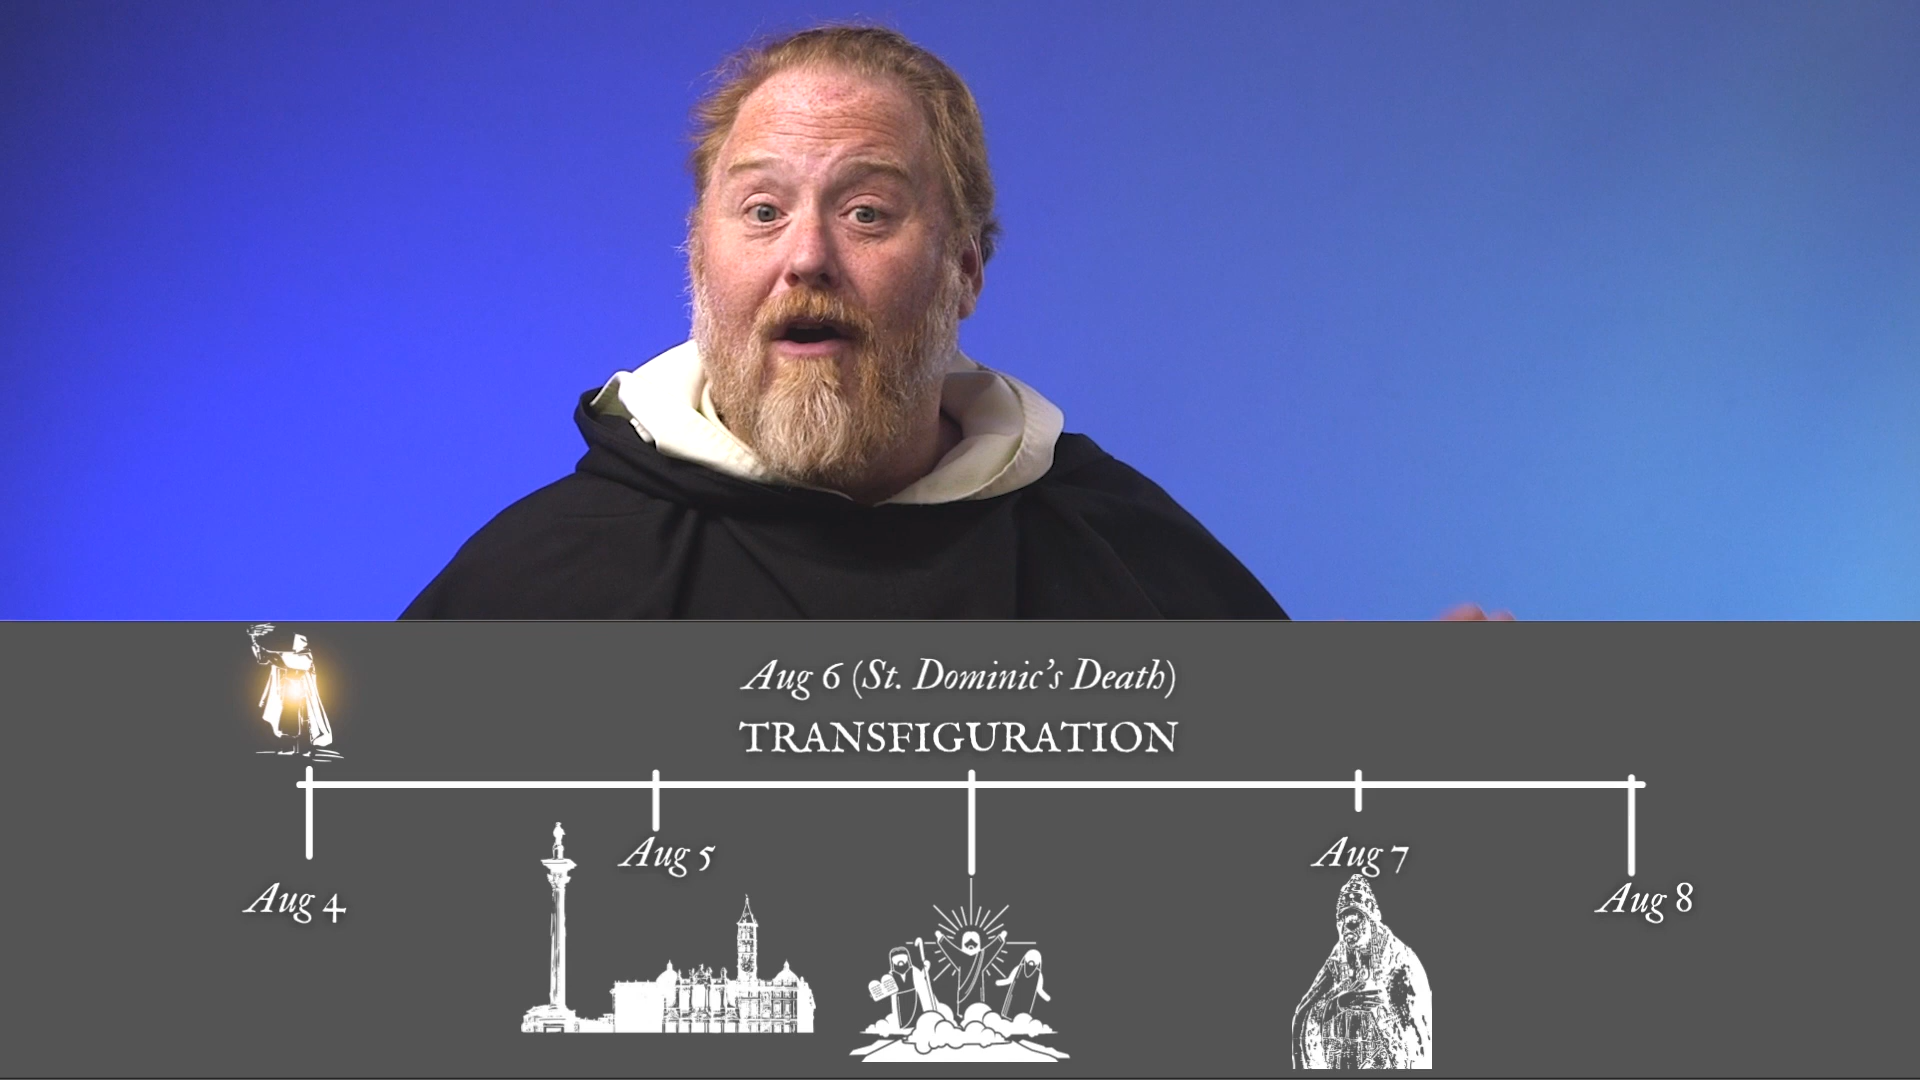 Aug 6 (St. Dominic's Death)
TRANSFIGURATION
Aug 4
Aug 5
Aug 7
Aug 8